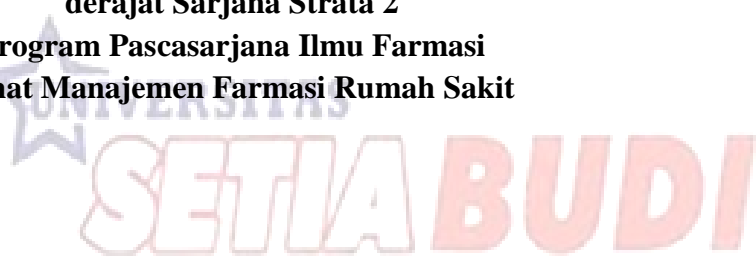 derajat Sarjana Strata 2
rogram Pascasarjana Ilmu Farmasi
nat Manajemen Farmasi Rumah Sakit
UNIVERSITAS
SETIA BUDI